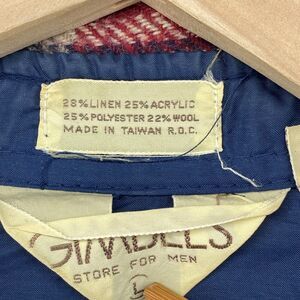 28% LINEN 25% ACRYLIC
25% POLYESTER 22% WOOL
MADE IN TAIWAN R.O.C.
GIMBELS
STORE FOR MEN
L